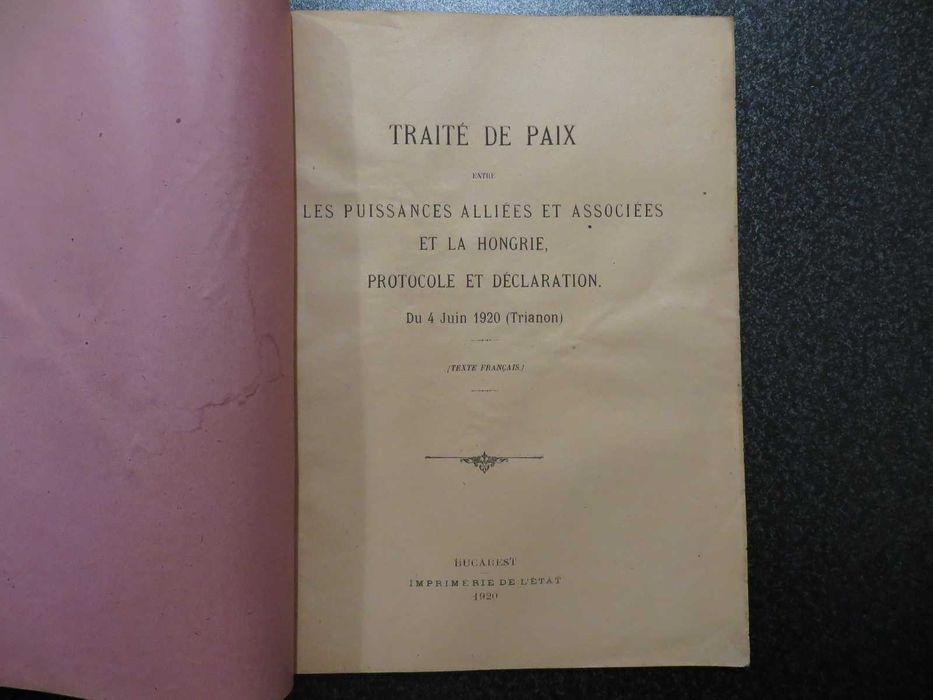 TRAITÉ DE PAIX
ENTRE
LES PUISSANCES ALLIÉES ET ASSOCIÉES
ET LA HONGRIE,
PROTOCOLE ET DÉCLARATION.
Du 4 Juin 1920 (Trianon)
[TEXTE FRANÇAIS.]
BUCAREST
IMPRIMERIE DE L'ÉTAT
1920